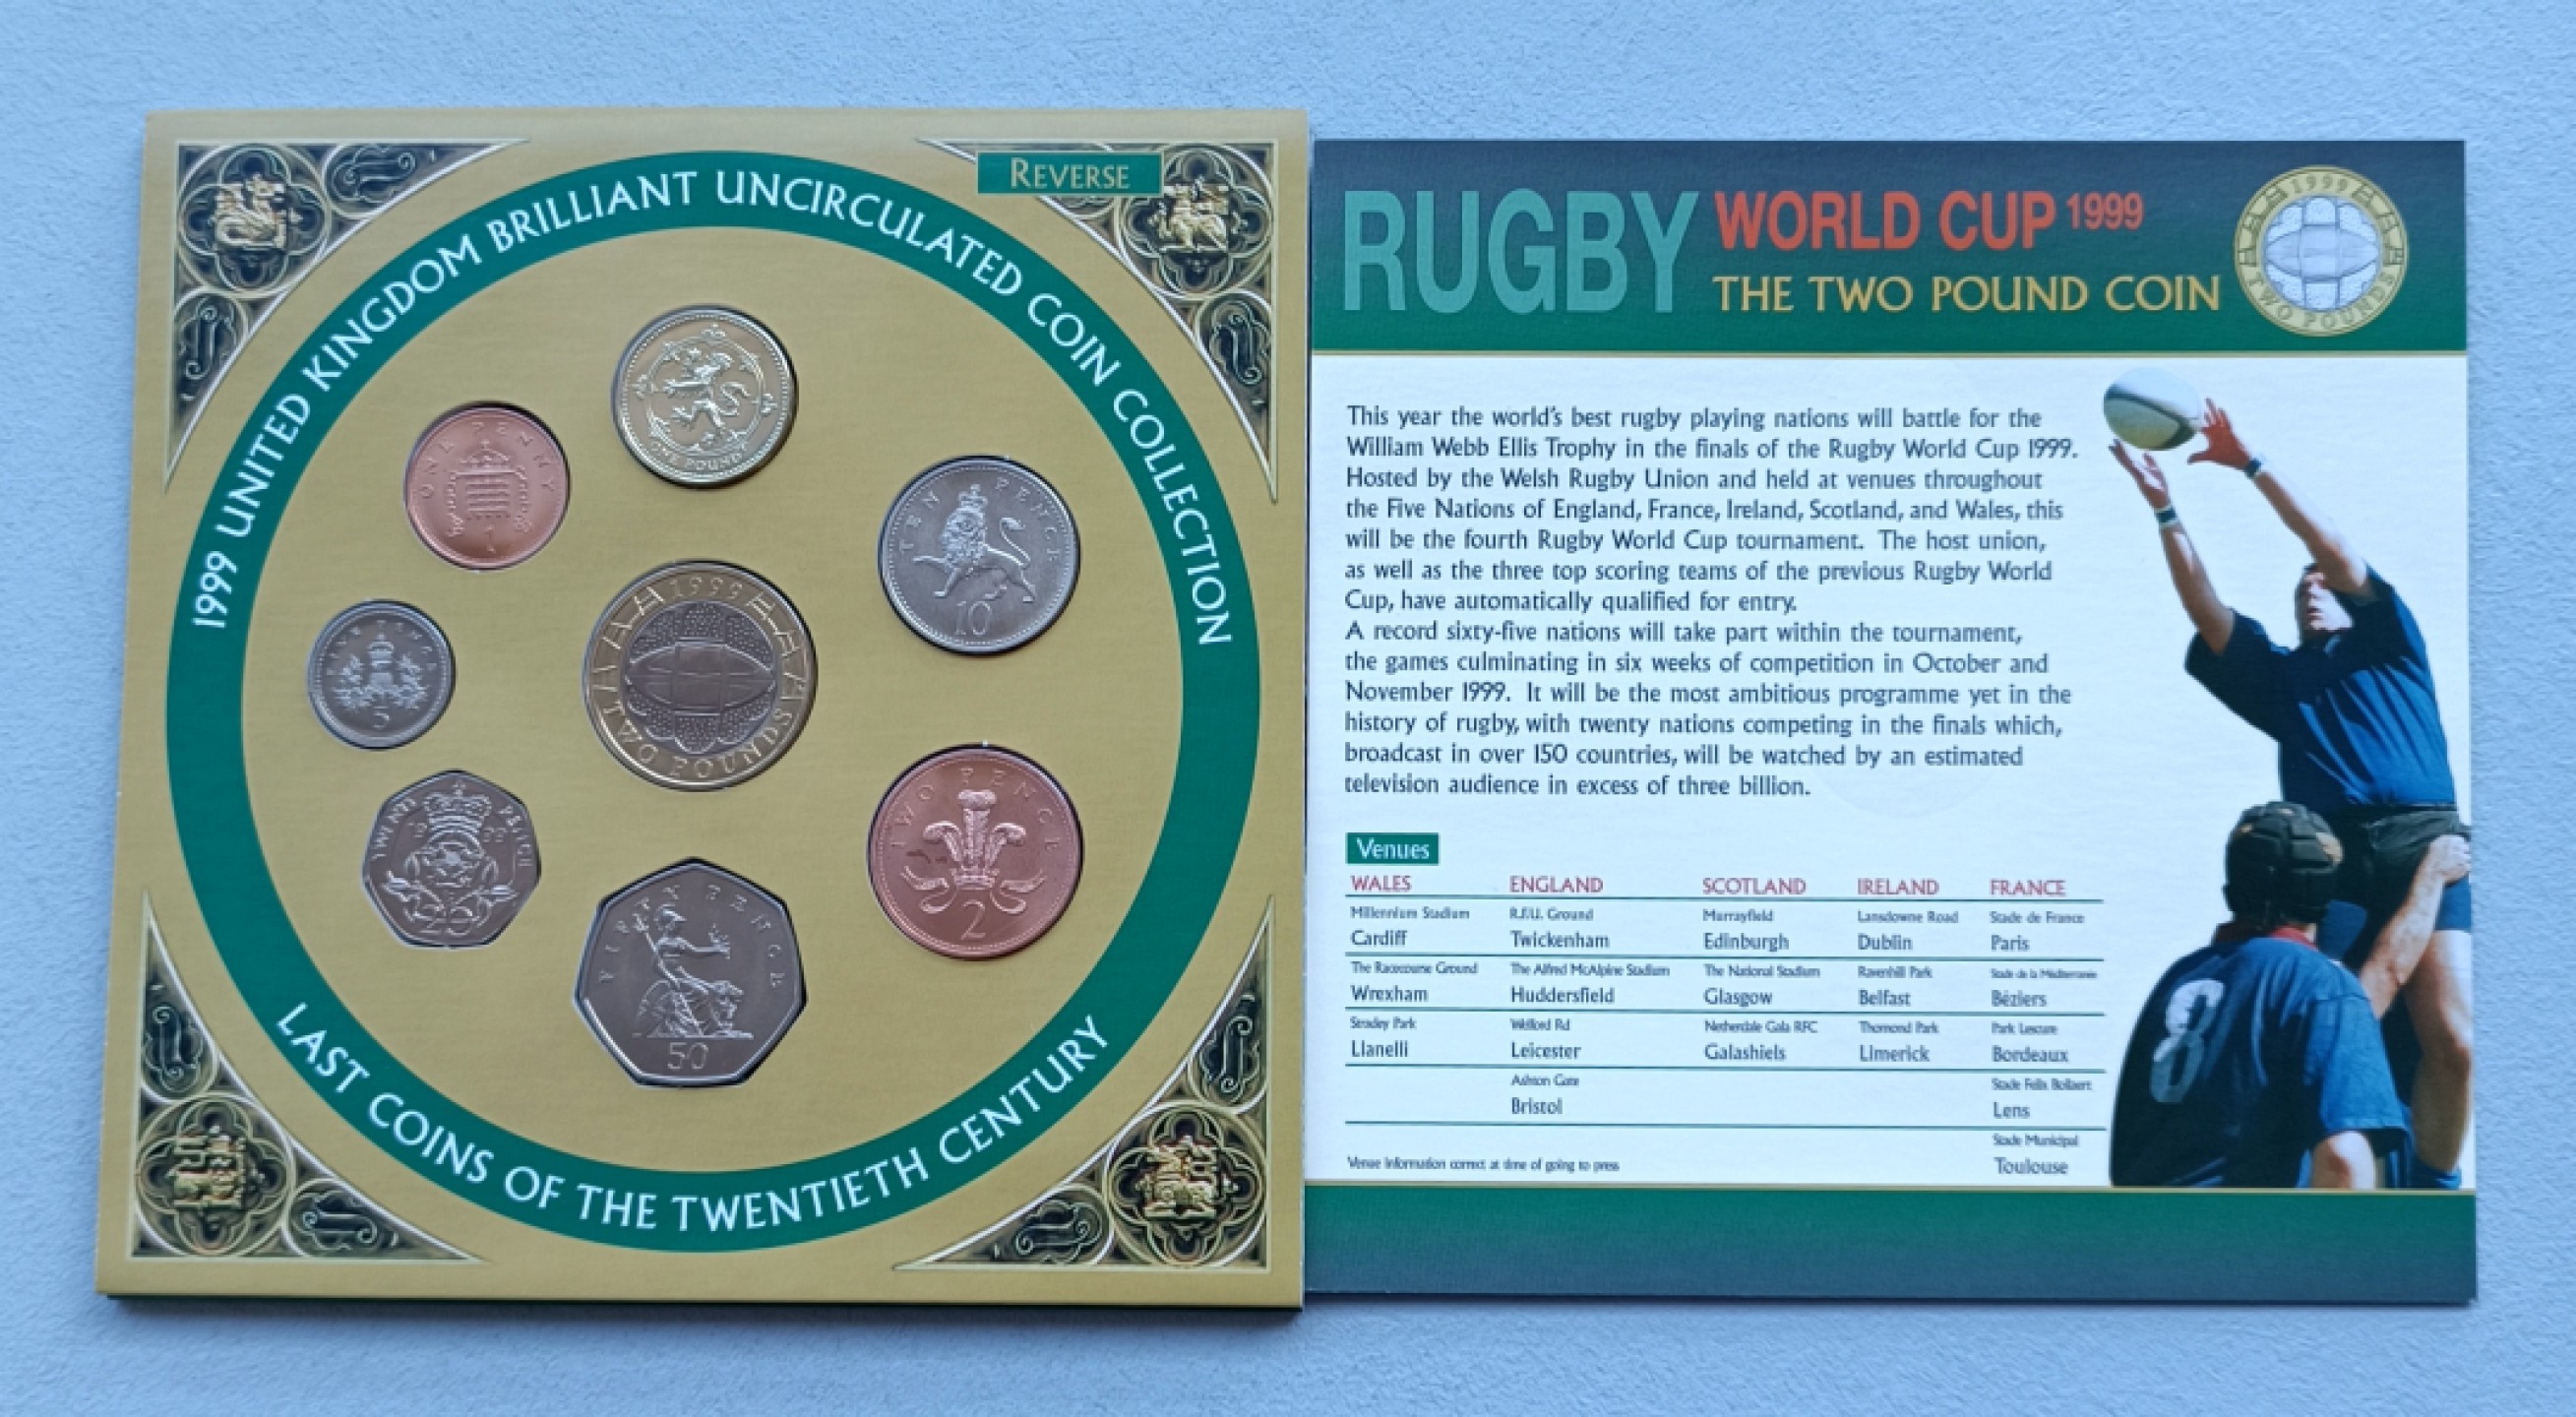 REVERSE
1999 UNITED KINGDOM BRILLIANT UNCIRCULATED COIN COLLECTION
ONE POUND
ONE PENNY
1
TEN PENCE
10
1999
TWO POUNDS
FIVE PENCE
5
TWENTY PENCE
1999
20
TWO PENCE
2
FIFTY PENCE
50
LAST COINS OF THE TWENTIETH CENTURY
RUGBY WORLD CUP 1999
THE TWO POUND COIN
1999
TWO POUNDS
This year the world's best rugby playing nations will battle for the
William Webb Ellis Trophy in the finals of the Rugby World Cup 1999.
Hosted by the Welsh Rugby Union and held at venues throughout
the Five Nations of England, France, Ireland, Scotland, and Wales, this
will be the fourth Rugby World Cup tournament. The host union,
as well as the three top scoring teams of the previous Rugby World
Cup, have automatically qualified for entry.
A record sixty-five nations will take part within the tournament,
the games culminating in six weeks of competition in October and
November 1999. It will be the most ambitious programme yet in the
history of rugby, with twenty nations competing in the finals which,
broadcast in over 150 countries, will be watched by an estimated
television audience in excess of three billion.
Venues
WALES ENGLAND SCOTLAND IRELAND FRANCE
Millennium Stadium R.F.U. Ground Murrayfield Lansdowne Road Stade de France
Cardiff Twickenham Edinburgh Dublin Paris
The Racecourse Ground The Alfred McAlpine Stadium The National Stadium Ravenhill Park Stade de la Méditerranée
Wrexham Huddersfield Glasgow Belfast Béziers
Stradey Park Welford Rd Netherdale Gala RFC Thomond Park Park Lescure
Llanelli Leicester Galashiels Limerick Bordeaux
Ashton Gate Stade Felix Bollaert
Bristol Lens
Stade Municipal
Toulouse
Venue Information correct at time of going to press
8